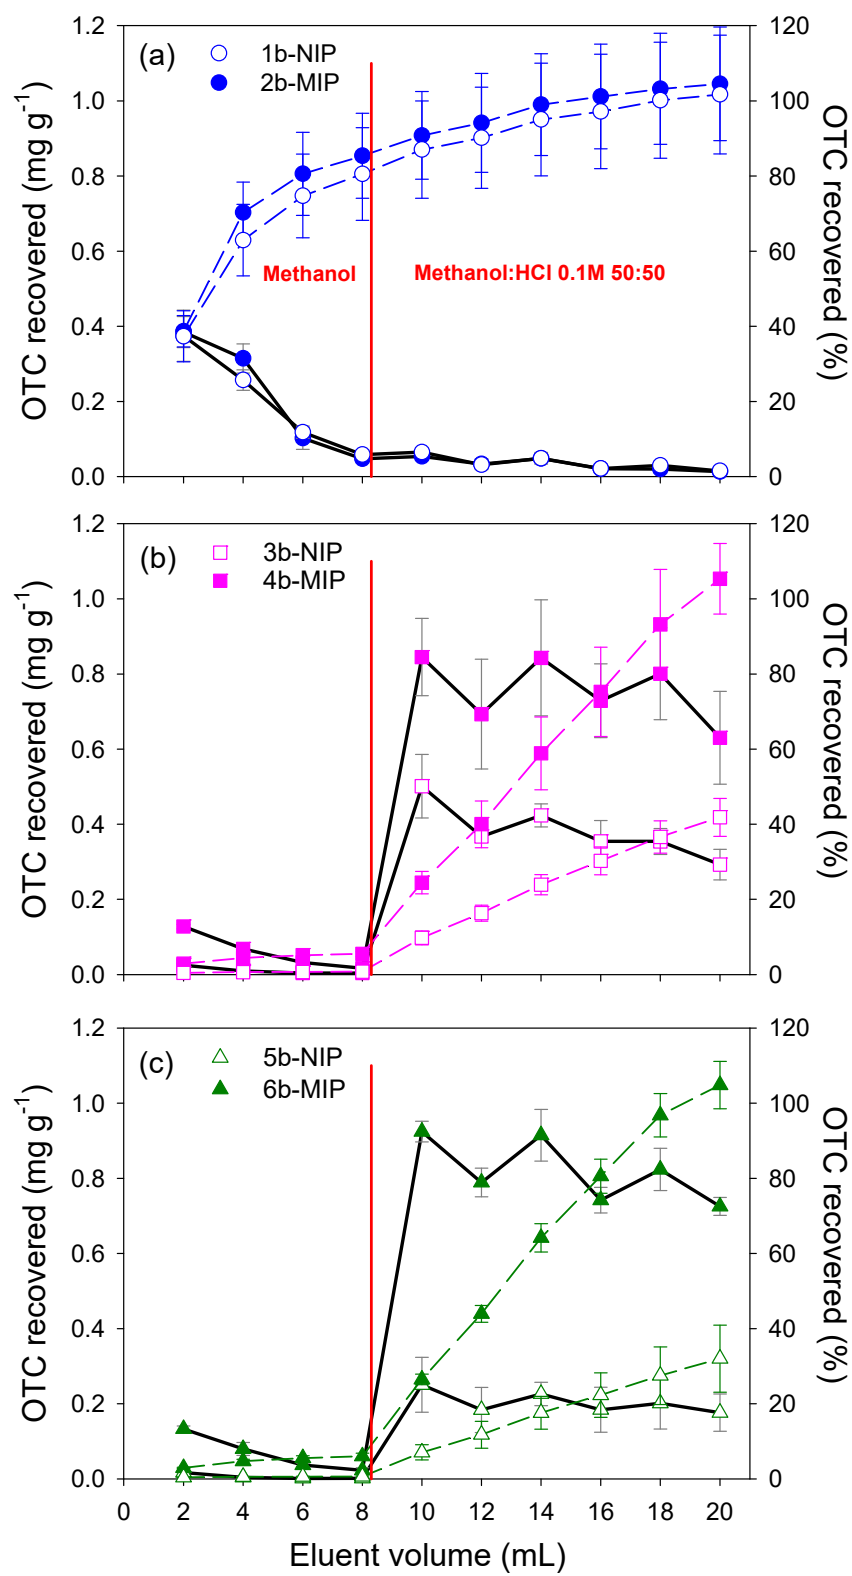 (a)
1b-NIP
2b-MIP
Methanol
Methanol:HCl 0.1M 50:50
OTC recovered (mg g⁻¹)
1.2
1.0
0.8
0.6
0.4
0.2
0.0
120
100
80
60
40
20
0
OTC recovered (%)
(b)
3b-NIP
4b-MIP
OTC recovered (mg g⁻¹)
1.2
1.0
0.8
0.6
0.4
0.2
0.0
120
100
80
60
40
20
0
OTC recovered (%)
(c)
5b-NIP
6b-MIP
OTC recovered (mg g⁻¹)
1.2
1.0
0.8
0.6
0.4
0.2
0.0
120
100
80
60
40
20
0
OTC recovered (%)
0 2 4 6 8 10 12 14 16 18 20
Eluent volume (mL)